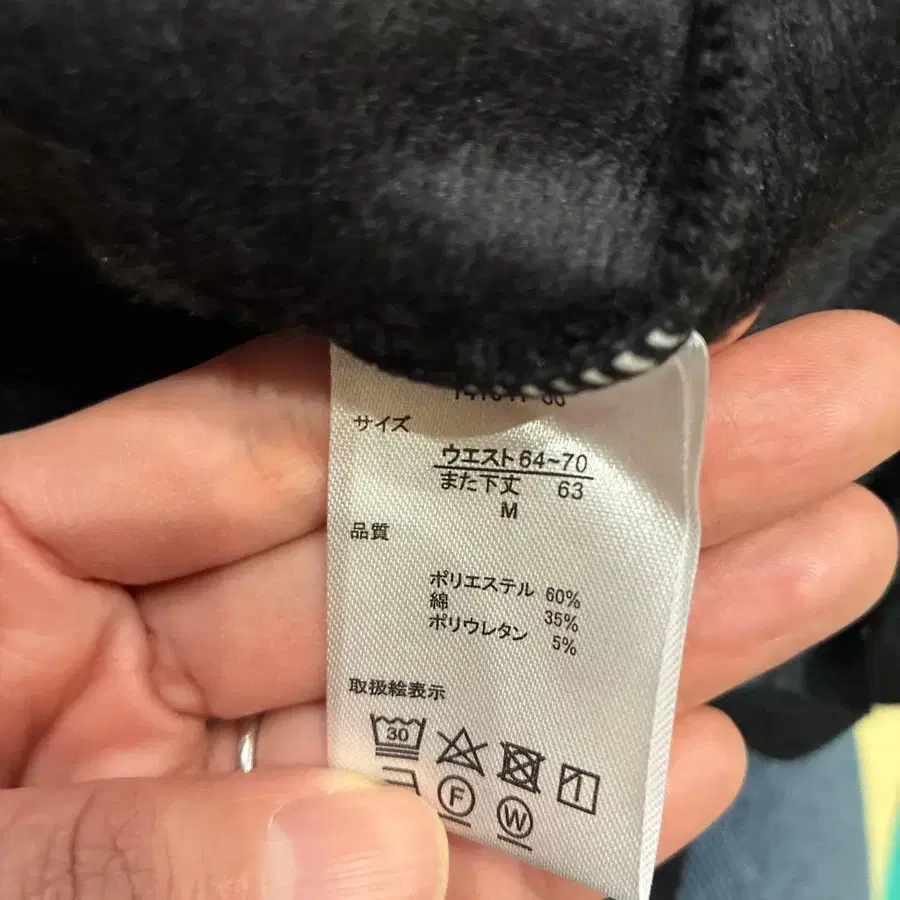 サイズ
ウエスト64~70
また下丈 63
M
品質
ポリエステル 60%
綿 35%
ポリウレタン 5%
取扱絵表示
30
F
W